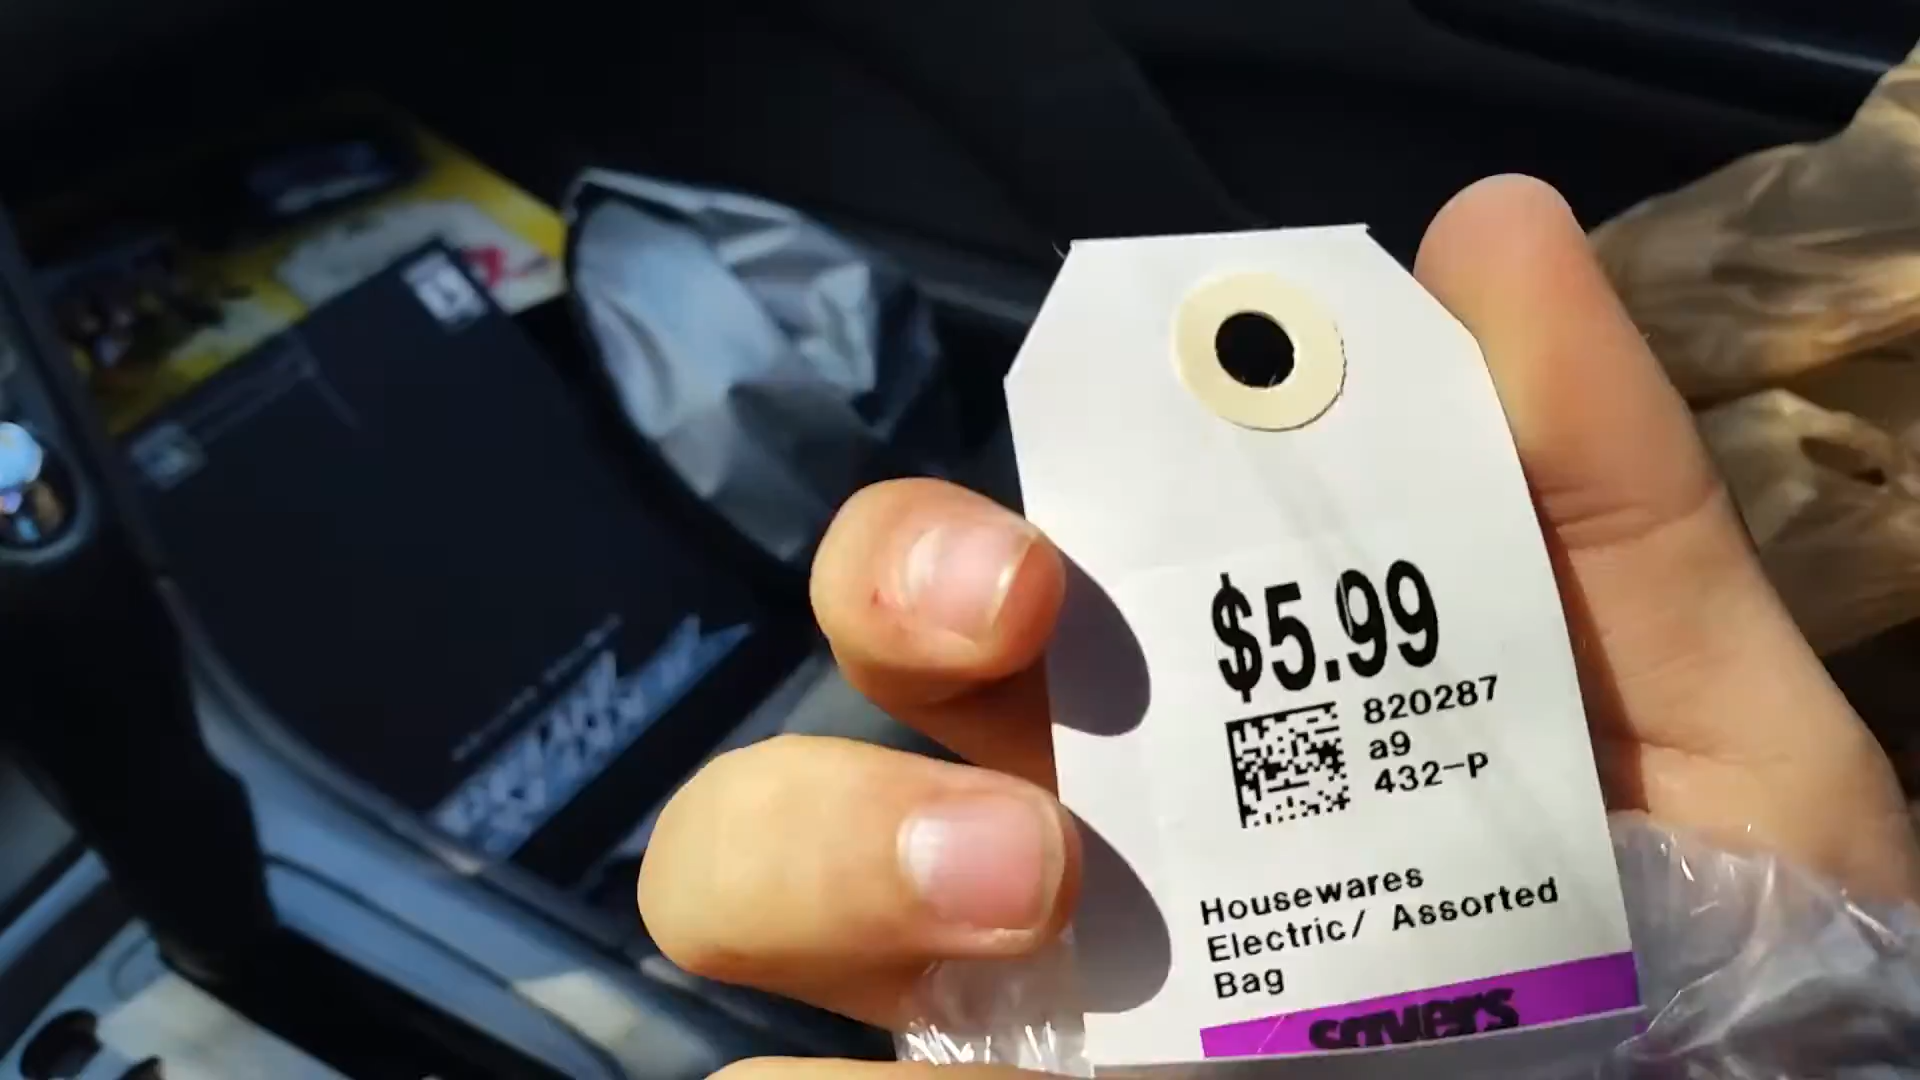 $5.99
820287
a9
432-P
Housewares
Electric/ Assorted
Bag
savers